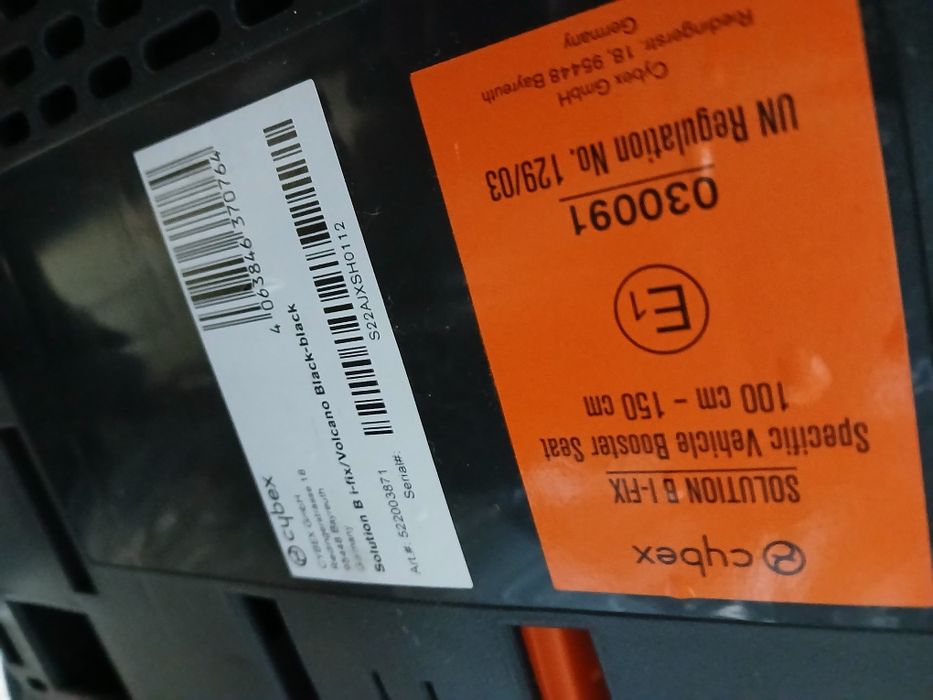 cybex
CYBEX GmbH
Riedingerstrasse 18
95448 Bayreuth
Germany
4 063846 370764
Solution B i-fix/Volcano Black-black
Art#: 522003871
Serial#:
S22AJXSH0112
cybex
SOLUTION B I-FIX
Specific Vehicle Booster Seat
100 cm - 150 cm
E1
030091
UN Regulation No. 129/03
Cybex GmbH
Riedingerstr. 18, 95448 Bayreuth
Germany